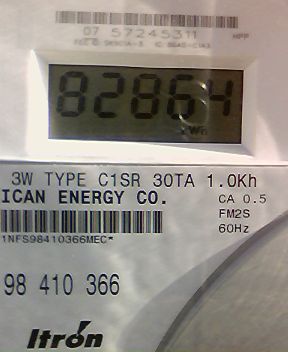 07 57245311
82864
kWh
3W TYPE C1SR 30TA 1.0Kh
ICAN ENERGY CO.
CA 0.5
FM2S
60Hz
1NFS98410366MEC*
98 410 366
Itron